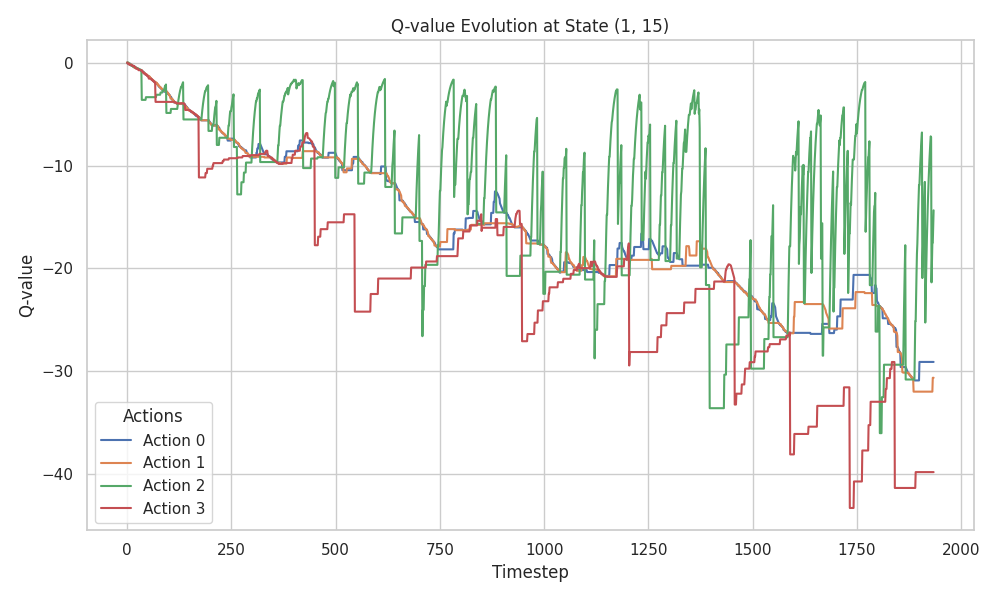 Q-value Evolution at State (1, 15)
0
−10
−20
−30
−40
Q-value
Actions
Action 0
Action 1
Action 2
Action 3
0 250 500 750 1000 1250 1500 1750 2000
Timestep